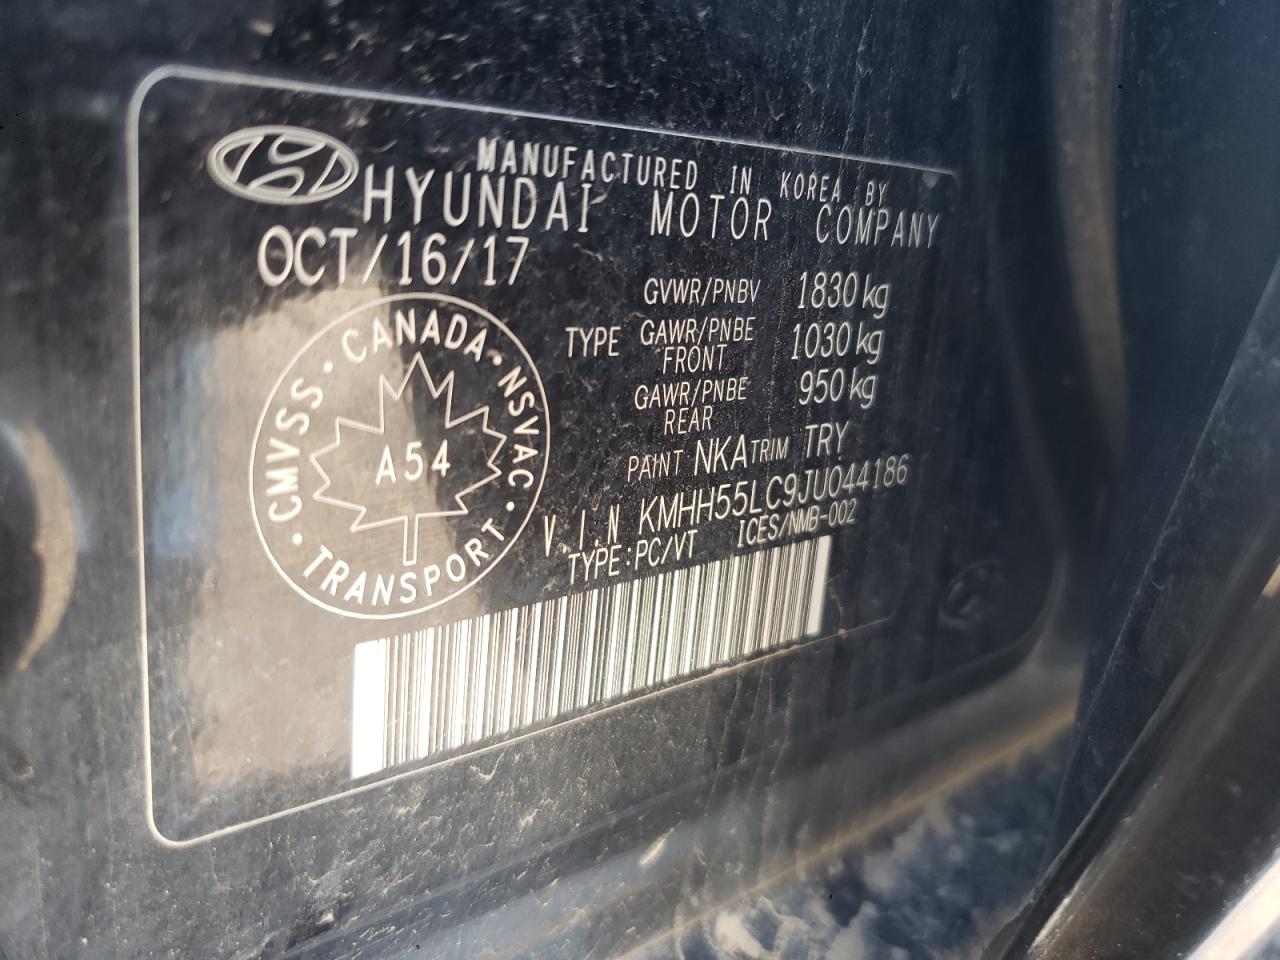 MANUFACTURED IN KOREA BY
HYUNDAI MOTOR COMPANY
OCT/16/17
GVWR/PNBV 1830 kg
TYPE GAWR/PNBE FRONT 1030 kg
GAWR/PNBE REAR 950 kg
PAINT NKA TRIM TRY
V.I.N KMHH55LC9JU044186
TYPE:PC/VT ICES/NMB-002
CANADA · NSVAC · TRANSPORT · CMVSS ·
A54